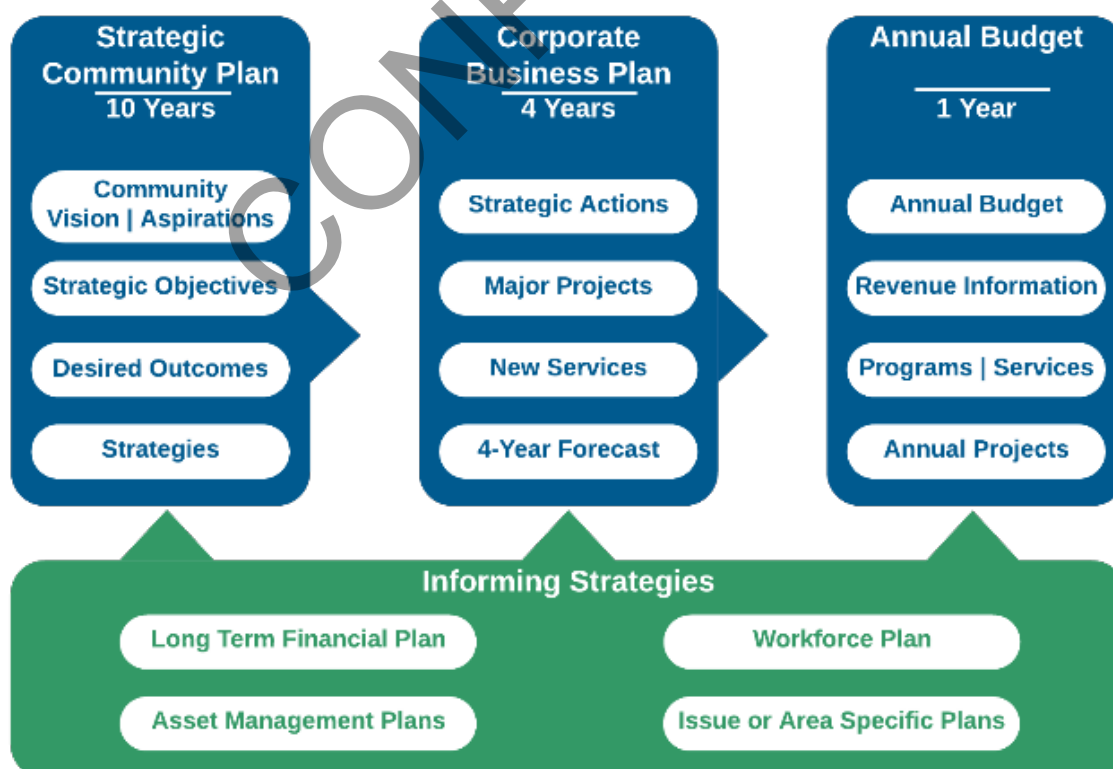 Strategic
Community Plan
10 Years
Community
Vision | Aspirations
Strategic Objectives
Desired Outcomes
Strategies
Corporate
Business Plan
4 Years
Strategic Actions
Major Projects
New Services
4-Year Forecast
Annual Budget
1 Year
Annual Budget
Revenue Information
Programs | Services
Annual Projects
Informing Strategies
Long Term Financial Plan
Workforce Plan
Asset Management Plans
Issue or Area Specific Plans
CON